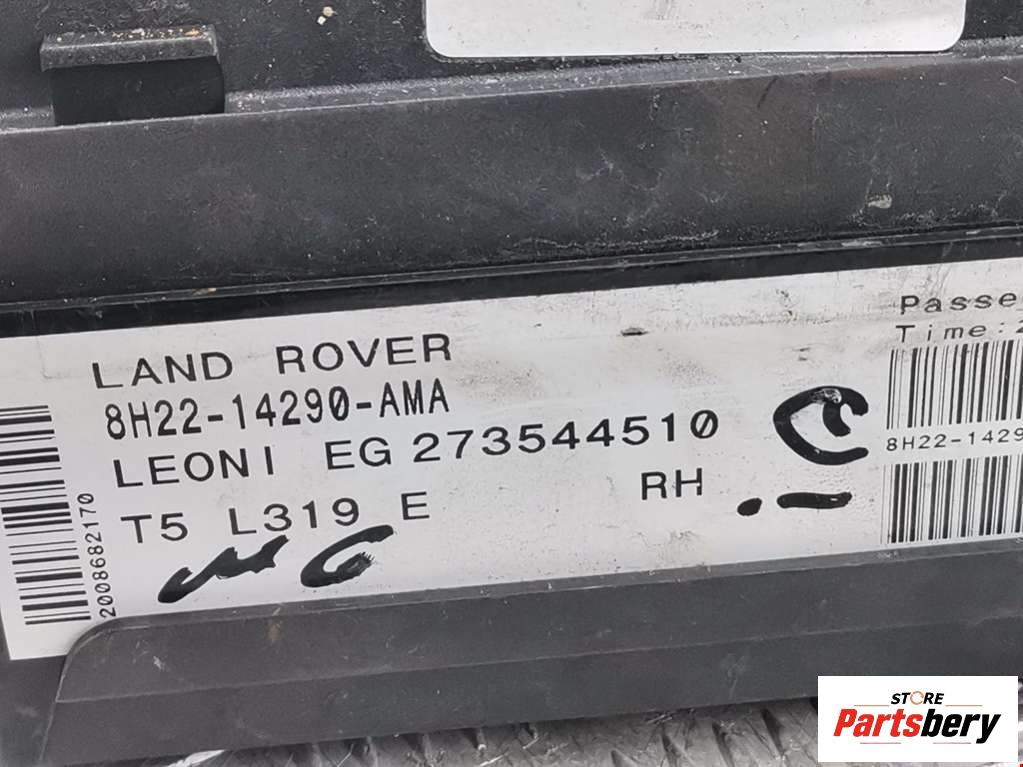 LAND ROVER
8H22-14290-AMA
LEONI EG 273544510
T5 L319 E RH
2008682170
Passe
Time:2
8H22-1429
STORE
Partsbery